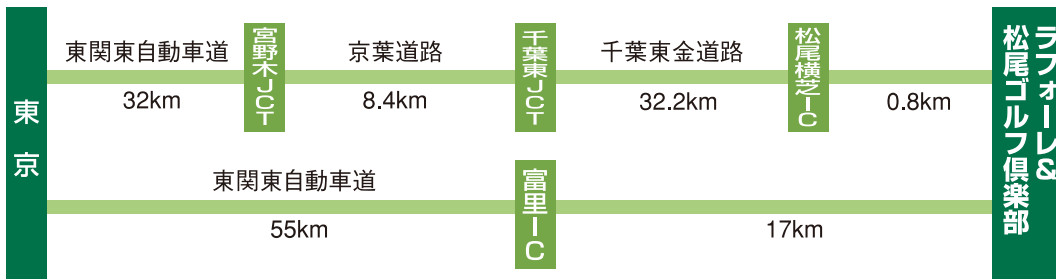 東京
東関東自動車道
32km
宮野木JCT
京葉道路
8.4km
千葉東JCT
千葉東金道路
32.2km
松尾横芝IC
0.8km
東関東自動車道
55km
富里IC
17km
ラフォーレ&
松尾ゴルフ倶楽部